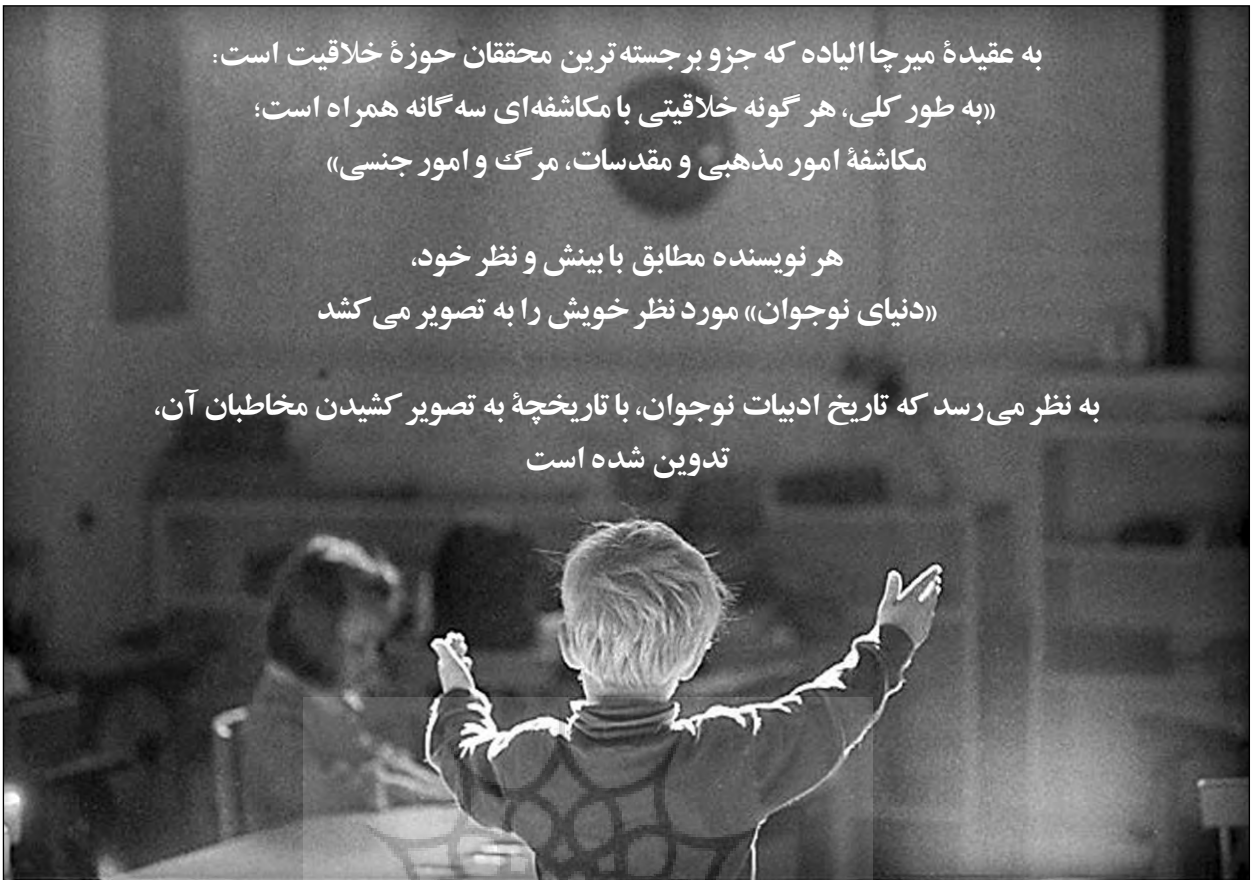 به عقیدهٔ میرچا الیاده که جزو برجسته ترین محققان حوزهٔ خلاقیت است:
«به طور کلی، هر گونه خلاقیتی با مکاشفه‌ای سه گانه همراه است؛
مکاشفهٔ امور مذهبی و مقدسات، مرگ و امور جنسی»
هر نویسنده مطابق با بینش و نظر خود،
«دنیای نوجوان» مورد نظر خویش را به تصویر می‌کشد
به نظر می‌رسد که تاریخ ادبیات نوجوان، با تاریخچهٔ به تصویر کشیدن مخاطبان آن،
تدوین شده است